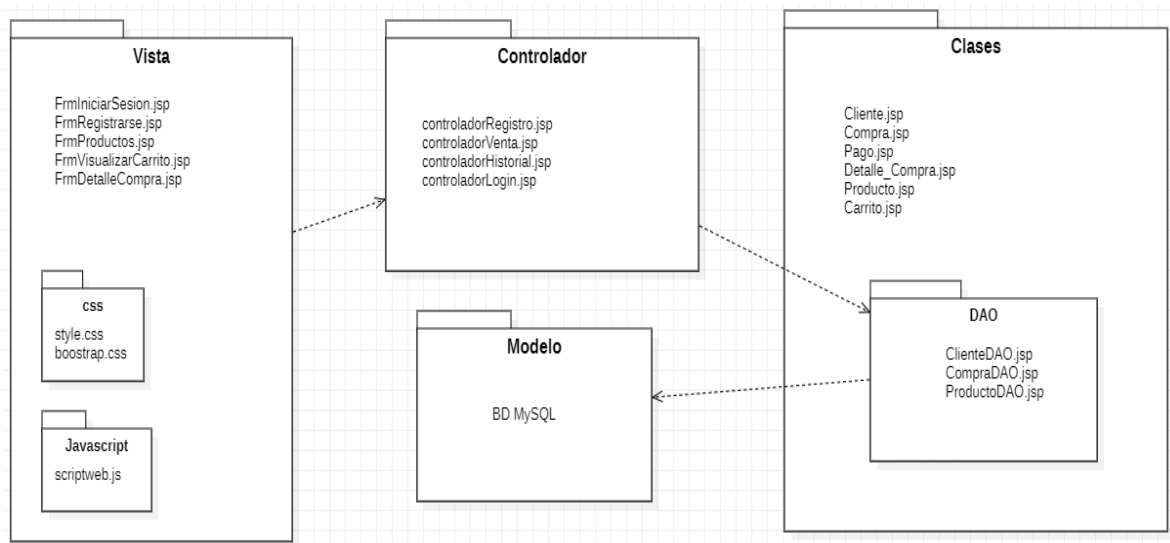 Vista
FrmIniciarSesion.jsp
FrmRegistrarse.jsp
FrmProductos.jsp
FrmVisualizarCarrito.jsp
FrmDetalleCompra.jsp
css
style.css
boostrap.css
Javascript
scriptweb.js
Controlador
controladorRegistro.jsp
controladorVenta.jsp
controladorHistorial.jsp
controladorLogin.jsp
Modelo
BD MySQL
Clases
Cliente.jsp
Compra.jsp
Pago.jsp
Detalle_Compra.jsp
Producto.jsp
Carrito.jsp
DAO
ClienteDAO.jsp
CompraDAO.jsp
ProductoDAO.jsp